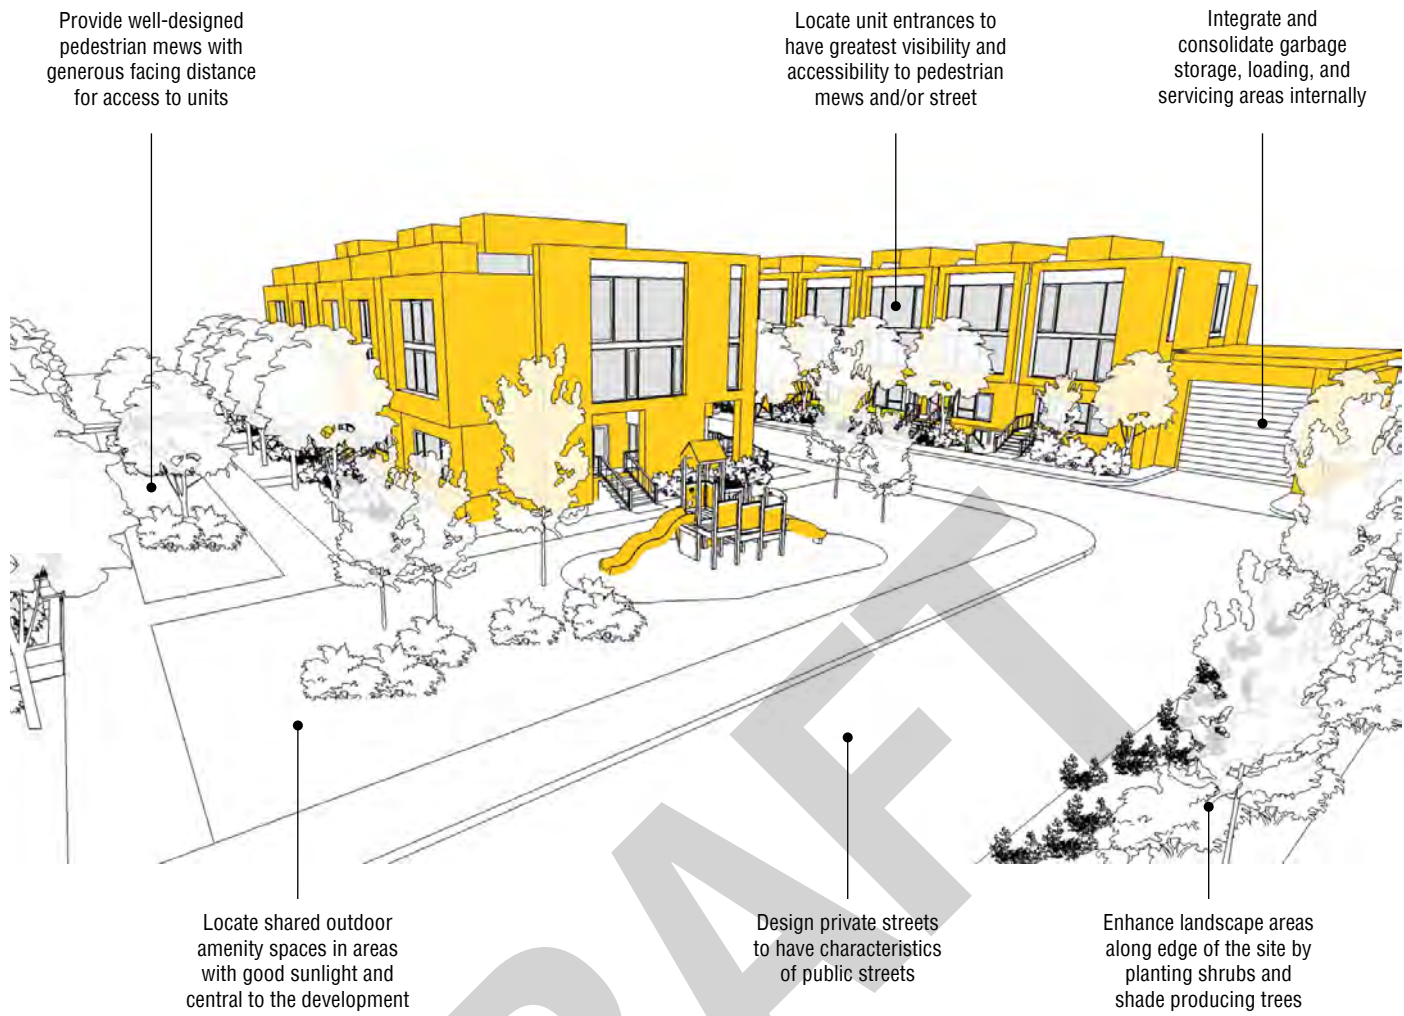 Provide well-designed
pedestrian mews with
generous facing distance
for access to units
Locate unit entrances to
have greatest visibility and
accessibility to pedestrian
mews and/or street
Integrate and
consolidate garbage
storage, loading, and
servicing areas internally
Locate shared outdoor
amenity spaces in areas
with good sunlight and
central to the development
Design private streets
to have characteristics
of public streets
Enhance landscape areas
along edge of the site by
planting shrubs and
shade producing trees
DRAFT